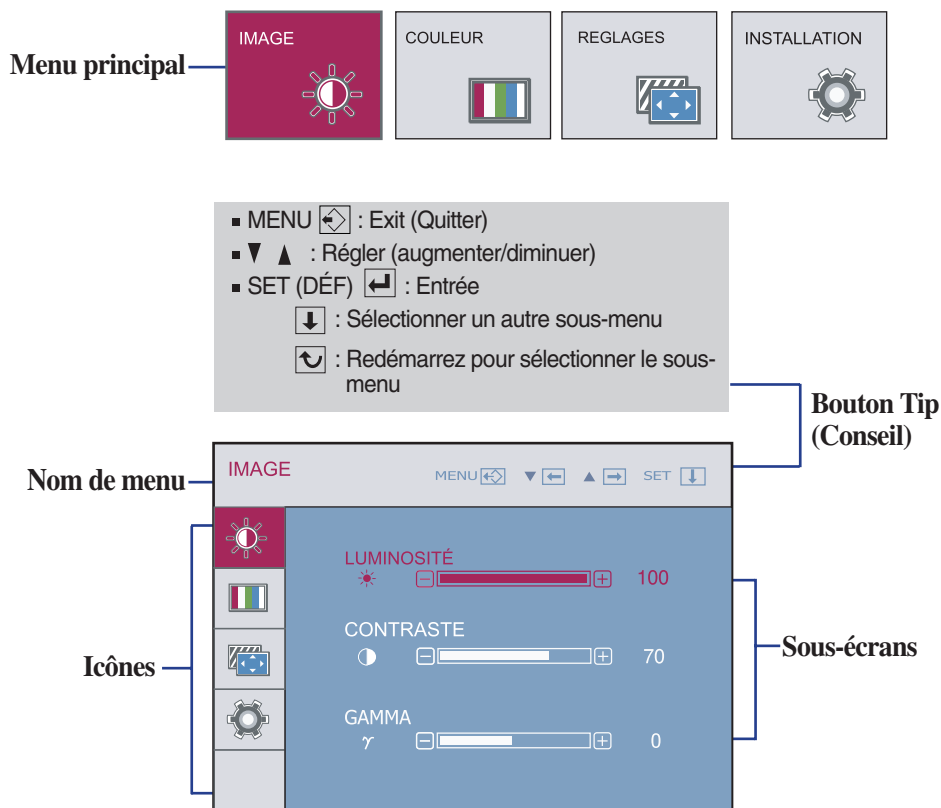 IMAGE
COULEUR
REGLAGES
INSTALLATION
Menu principal
MENU : Exit (Quitter)
▼ ▲ : Régler (augmenter/diminuer)
SET (DÉF) : Entrée
: Sélectionner un autre sous-menu
: Redémarrez pour sélectionner le sous-
menu
Bouton Tip
(Conseil)
Nom de menu
IMAGE
MENU ▼ ▲ SET
LUMINOSITÉ
100
CONTRASTE
70
Icônes
Sous-écrans
GAMMA
γ 0